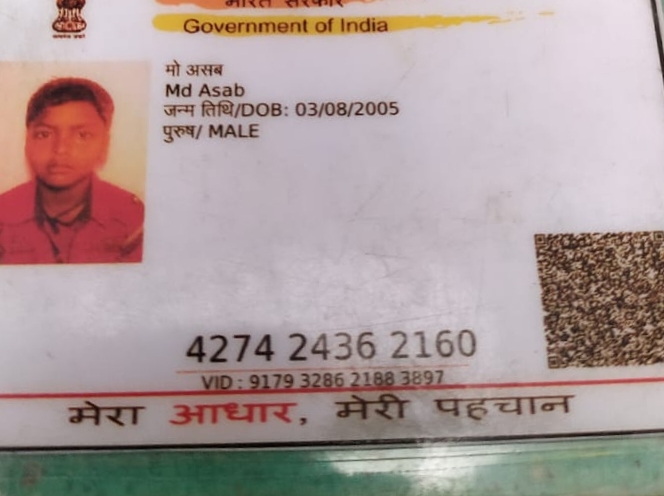 भारत सरकार
Government of India
मो असब
Md Asab
जन्म तिथि/DOB: 03/08/2005
पुरुष/ MALE
4274 2436 2160
VID : 9179 3286 2188 3897
मेरा आधार, मेरी पहचान